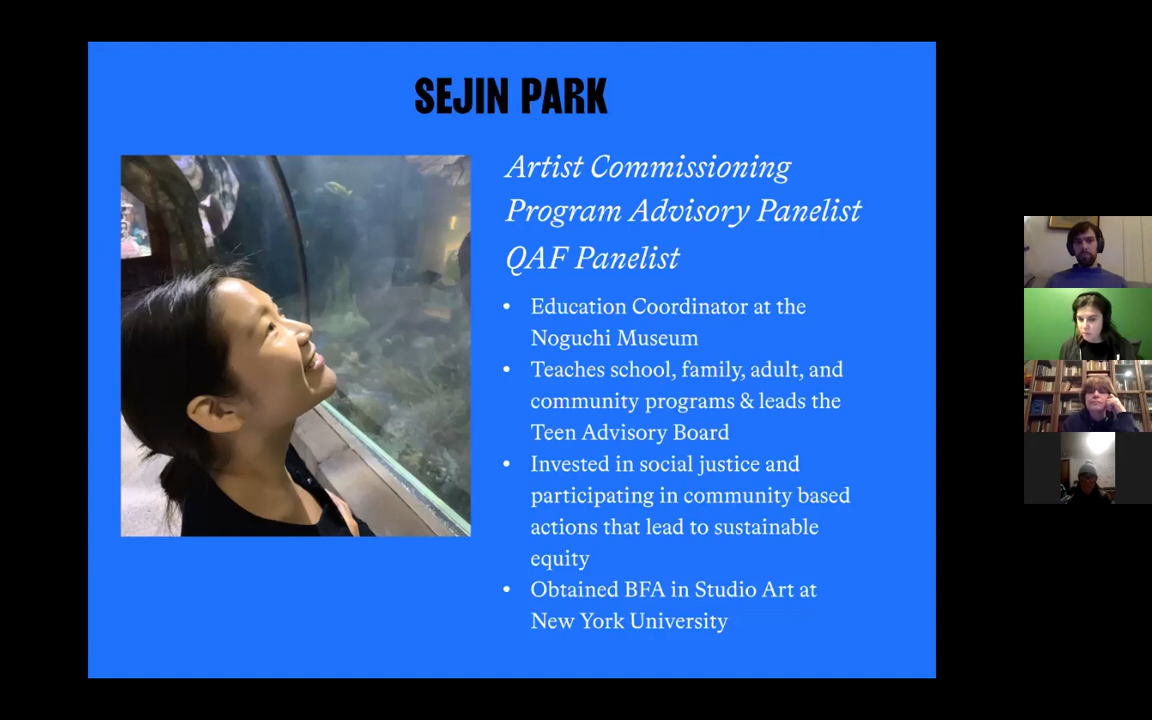 SEJIN PARK
Artist Commissioning
Program Advisory Panelist
QAF Panelist
• Education Coordinator at the
Noguchi Museum
• Teaches school, family, adult, and
community programs & leads the
Teen Advisory Board
• Invested in social justice and
participating in community based
actions that lead to sustainable
equity
• Obtained BFA in Studio Art at
New York University